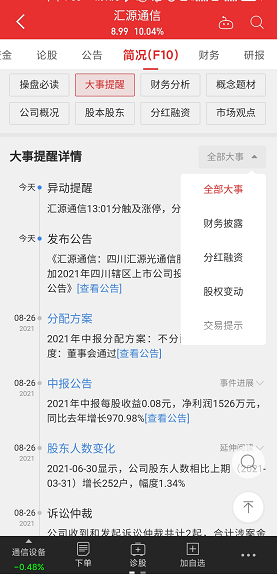 汇源通信
8.99 10.04%
资金 论股 公告 简况(F10) 财务 研报
操盘必读 大事提醒 财务分析 概念题材
公司概况 股本股东 分红融资 市场观点
大事提醒详情 全部大事
全部大事
财务披露
分红融资
股权变动
交易提示
今天 异动提醒
汇源通信13:01分触及涨停，分
今天 发布公告
《汇源通信：四川汇源光通信股
加2021年四川辖区上市公司投
公告》[查看公告]
08-26 分配方案
2021
2021年中报分配方案：不分
度：董事会通过[查看公告]
08-26 中报公告 事件进展
2021
2021年中报每股收益0.08元，净利润1526万元，
同比去年增长970.98%[查看公告]
08-26 股东人数变化 延伸阅读
2021
2021-06-30显示，公司股东人数相比上期（2021-
03-31）增长252户，幅度1.34%
08-26 诉讼仲裁
2021
公司收到和发起诉讼仲裁共计2起，合计涉案金
通信设备
-0.48%
下单 诊股 加自选